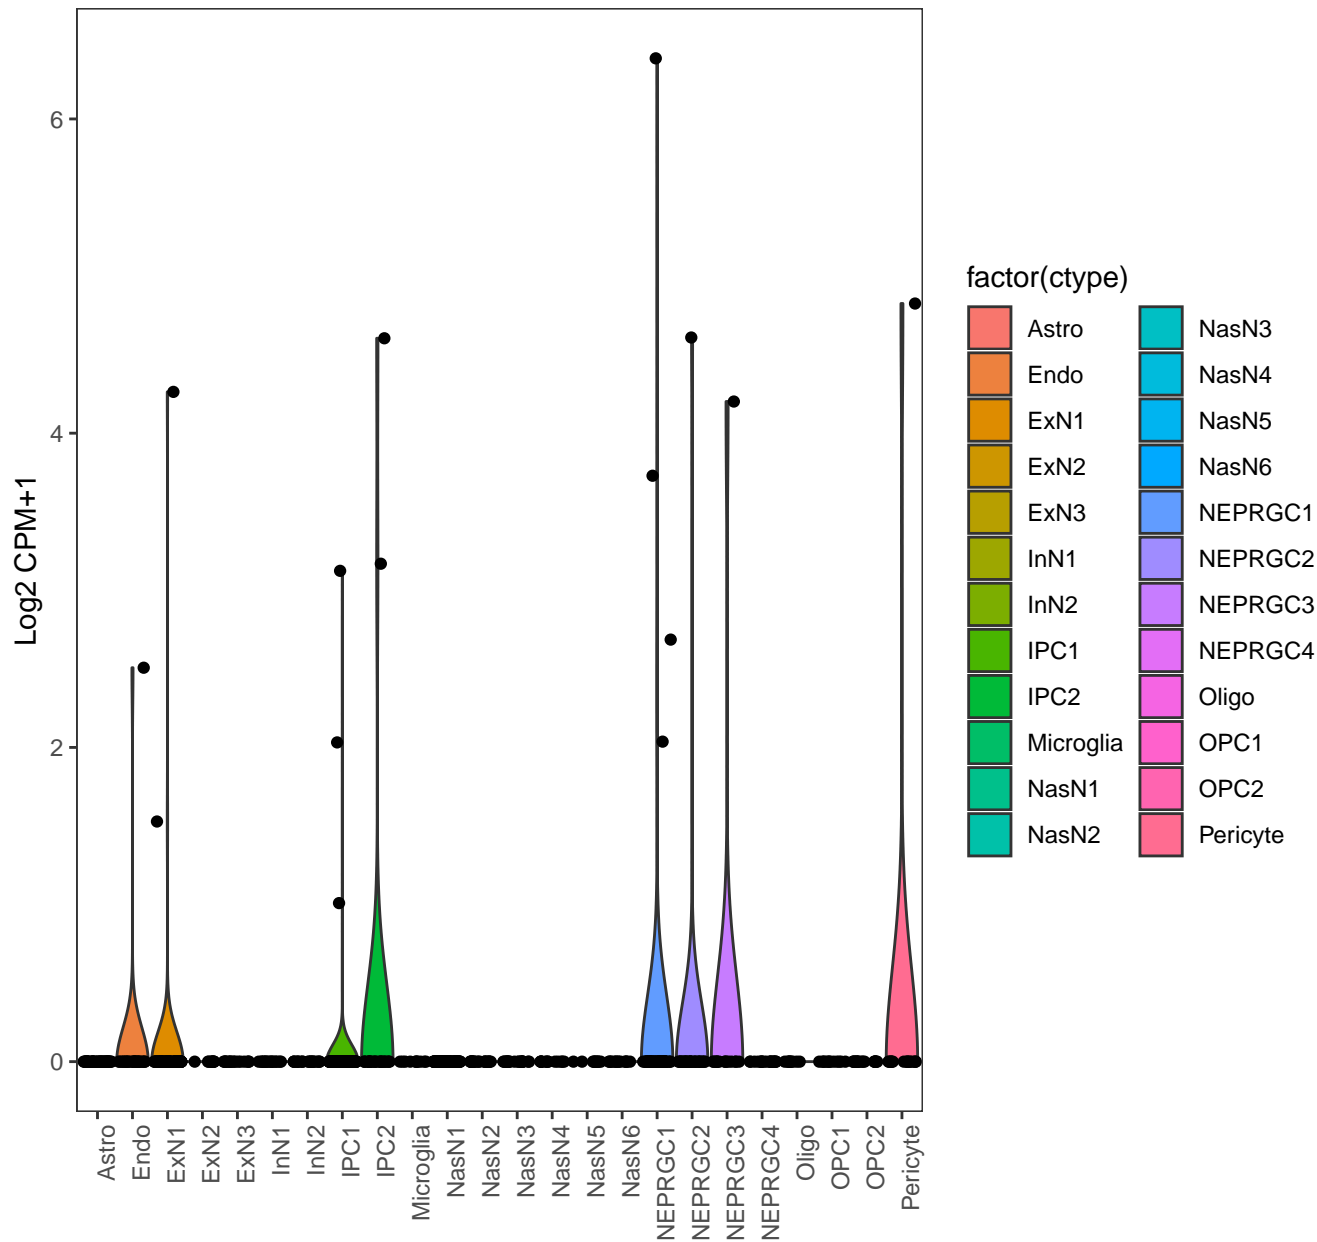 Log2 CPM+1
6
4
2
0
Astro
Endo
ExN1
ExN2
ExN3
InN1
InN2
IPC1
IPC2
Microglia
NasN1
NasN2
NasN3
NasN4
NasN5
NasN6
NEPRGC1
NEPRGC2
NEPRGC3
NEPRGC4
Oligo
OPC1
OPC2
Pericyte
factor(ctype)
Astro
Endo
ExN1
ExN2
ExN3
InN1
InN2
IPC1
IPC2
Microglia
NasN1
NasN2
NasN3
NasN4
NasN5
NasN6
NEPRGC1
NEPRGC2
NEPRGC3
NEPRGC4
Oligo
OPC1
OPC2
Pericyte